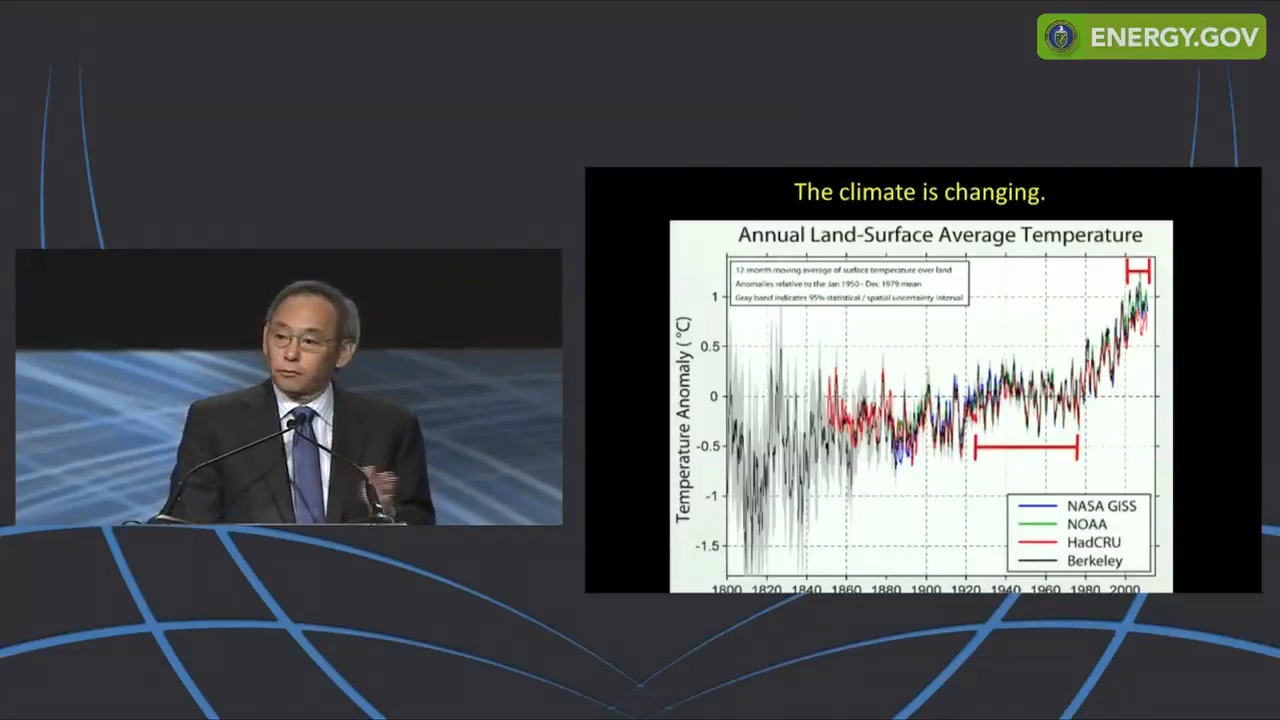 ENERGY.GOV
The climate is changing.
Annual Land-Surface Average Temperature
12 month moving average of surface temperature over land
Anomalies relative to the Jan 1950 - Dec 1979 mean
Gray band indicates 95% statistical / spatial uncertainty interval
Temperature Anomaly (°C)
1
0.5
0
-0.5
-1
-1.5
NASA GISS
NOAA
HadCRU
Berkeley
1800 1820 1840 1860 1880 1900 1920 1940 1960 1980 2000